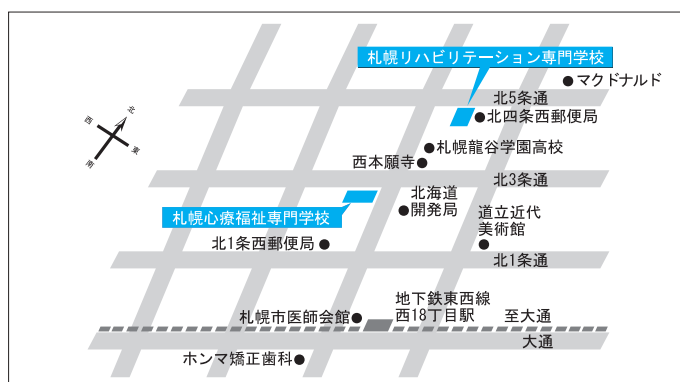 札幌リハビリテーション専門学校
マクドナルド
北5条通
北四条西郵便局
北
西
東
南
札幌龍谷学園高校
西本願寺
北3条通
北海道
開発局
札幌心療福祉専門学校
道立近代
美術館
北1条西郵便局
北1条通
地下鉄東西線
西18丁目駅
札幌市医師会館
至大通
大通
ホンマ矯正歯科